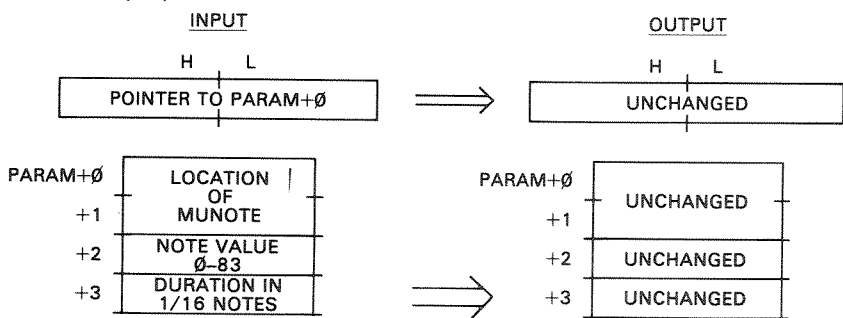 INPUT
H L
POINTER TO PARAM+Ø
PARAM+Ø
+1
+2
+3
LOCATION
OF
MUNOTE
NOTE VALUE
Ø–83
DURATION IN
1/16 NOTES
OUTPUT
H L
UNCHANGED
PARAM+Ø
+1
+2
+3
UNCHANGED
UNCHANGED
UNCHANGED